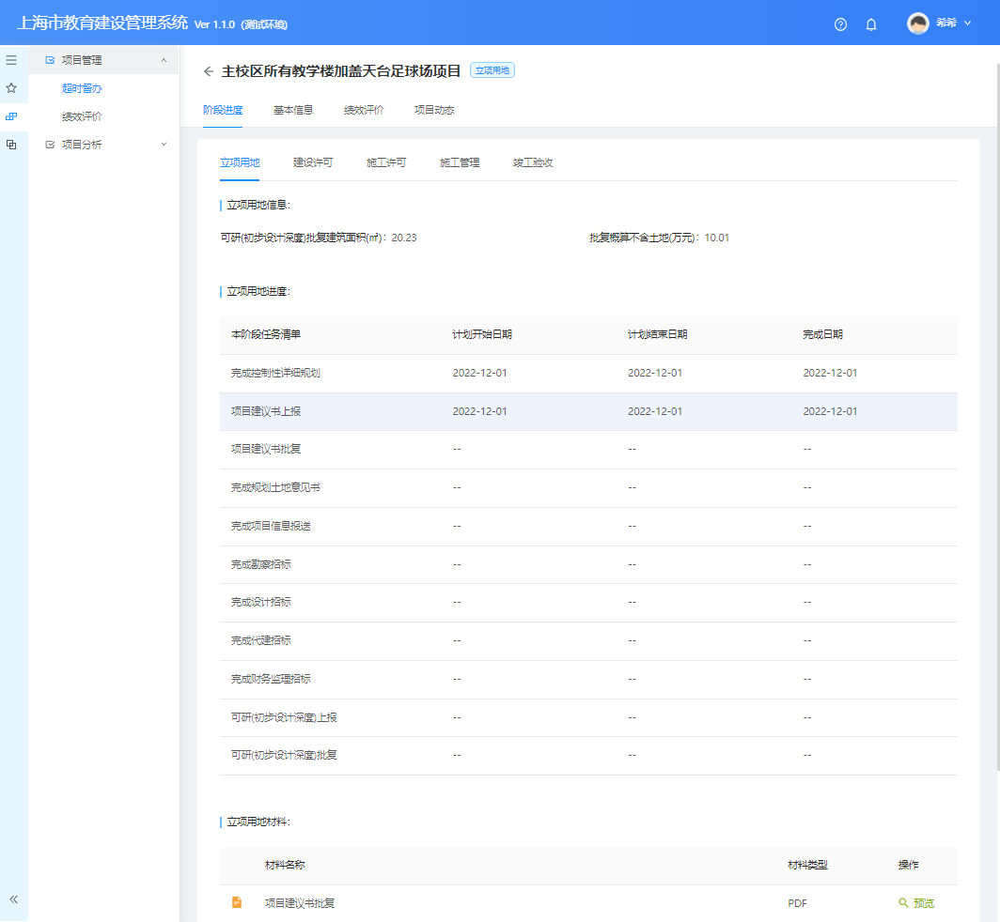 上海市教育建设管理系统 Ver 1.1.0 (测试环境) 希希
项目管理
超时督办
绩效评价
项目分析
主校区所有教学楼加盖天台足球场项目 立项用地
阶段进度 基本信息 绩效评价 项目动态
立项用地 建设许可 施工许可 施工管理 竣工验收
立项用地信息:
可研(初步设计深度)批复建筑面积(㎡): 20.23 批复概算不含土地(万元): 10.01
立项用地进度:
本阶段任务清单 计划开始日期 计划结束日期 完成日期
完成控制性详细规划 2022-12-01 2022-12-01 2022-12-01
项目建议书上报 2022-12-01 2022-12-01 2022-12-01
项目建议书批复 -- -- --
完成规划土地意见书 -- -- --
完成项目信息报送 -- -- --
完成勘察招标 -- -- --
完成设计招标 -- -- --
完成代建招标 -- -- --
完成财务监理招标 -- -- --
可研(初步设计深度)上报 -- -- --
可研(初步设计深度)批复 -- -- --
立项用地材料:
材料名称 材料类型 操作
项目建议书批复 PDF 预览